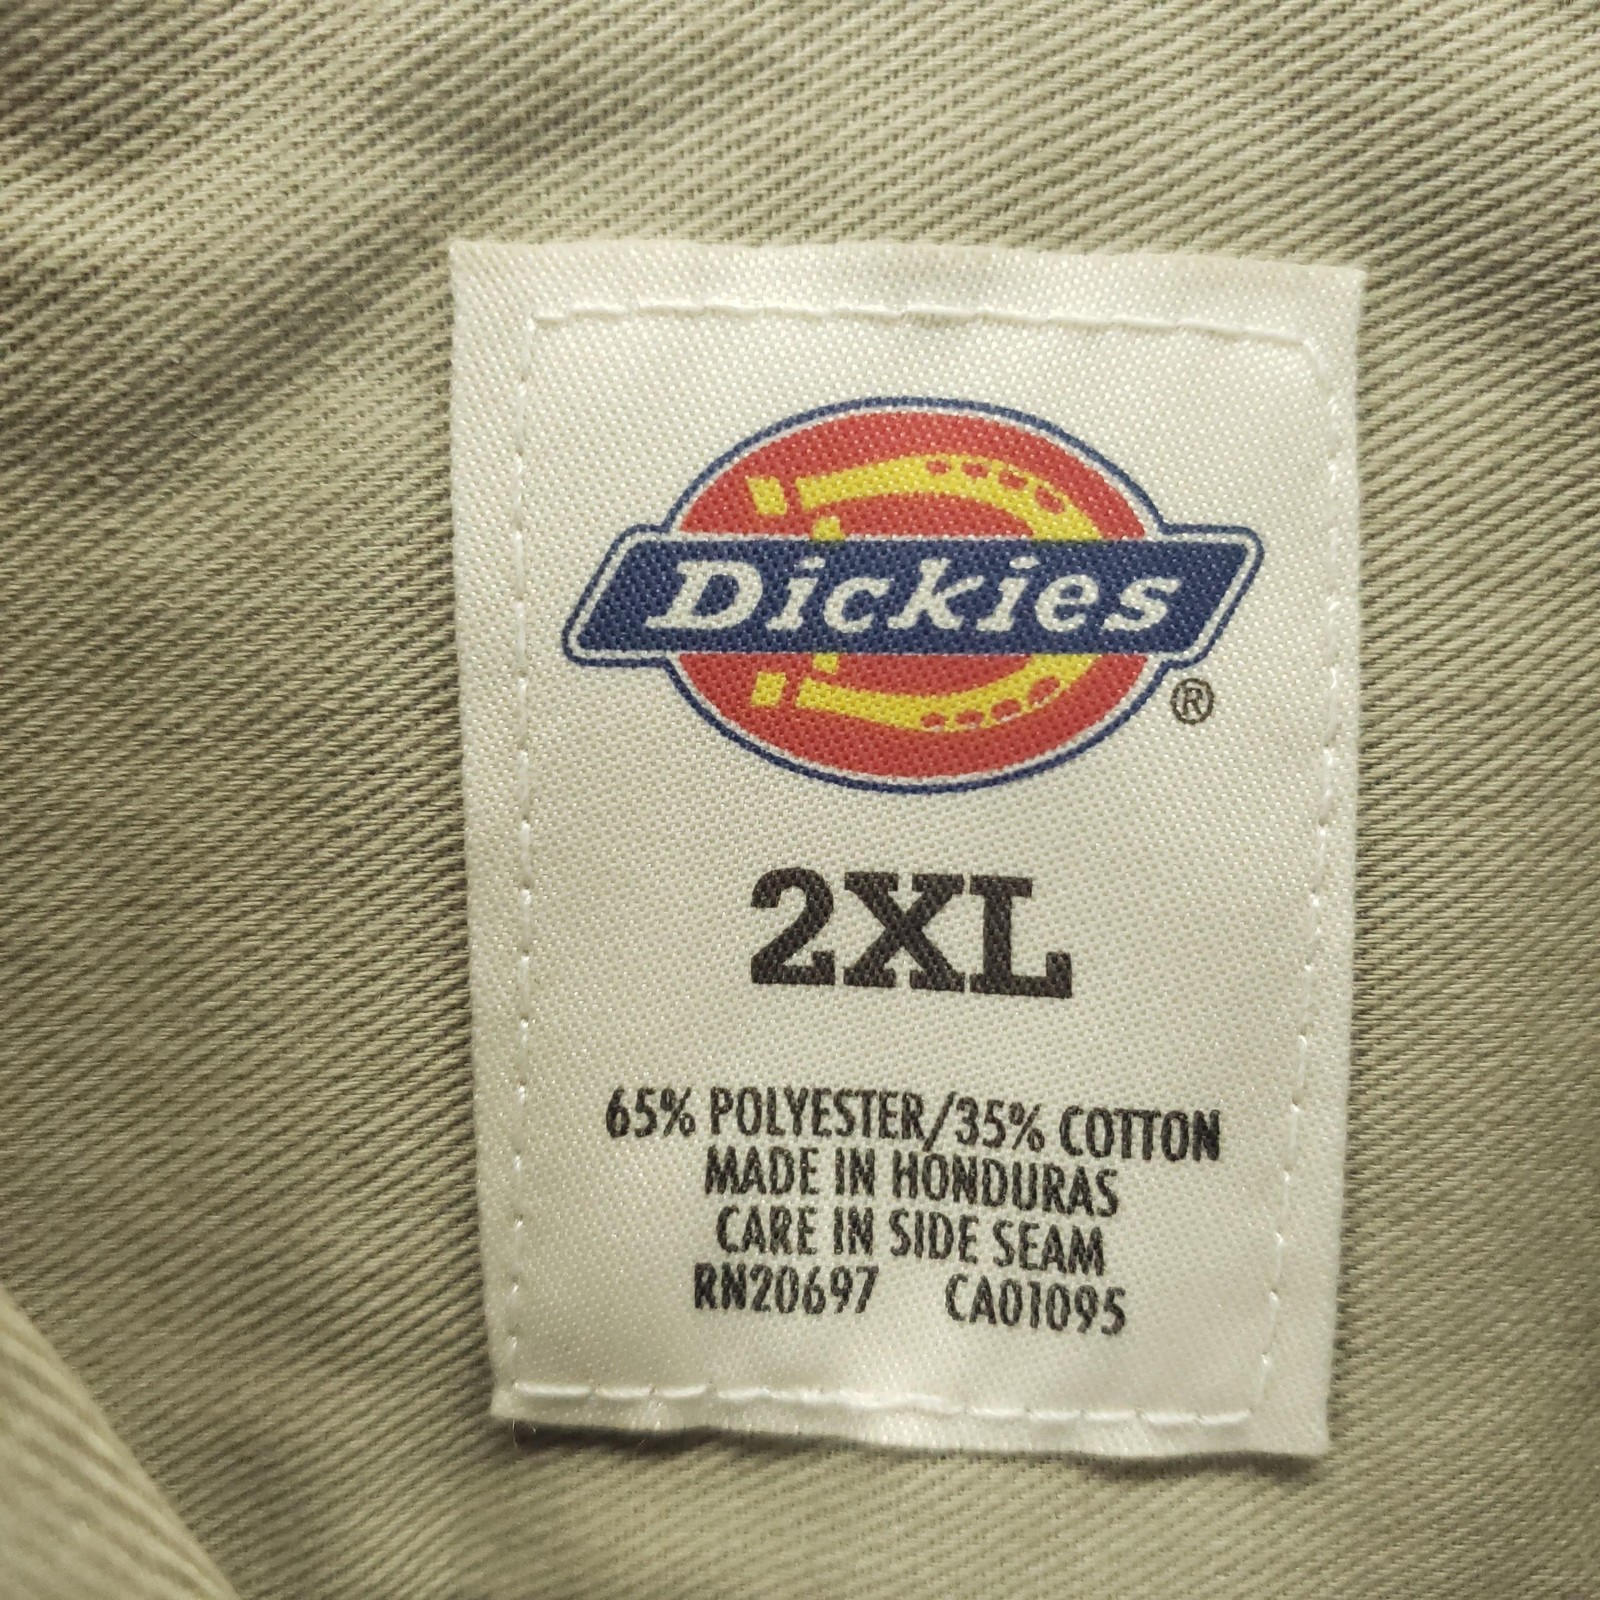 Dickies
®
2XL
65% POLYESTER/35% COTTON
MADE IN HONDURAS
CARE IN SIDE SEAM
RN20697 CA01095